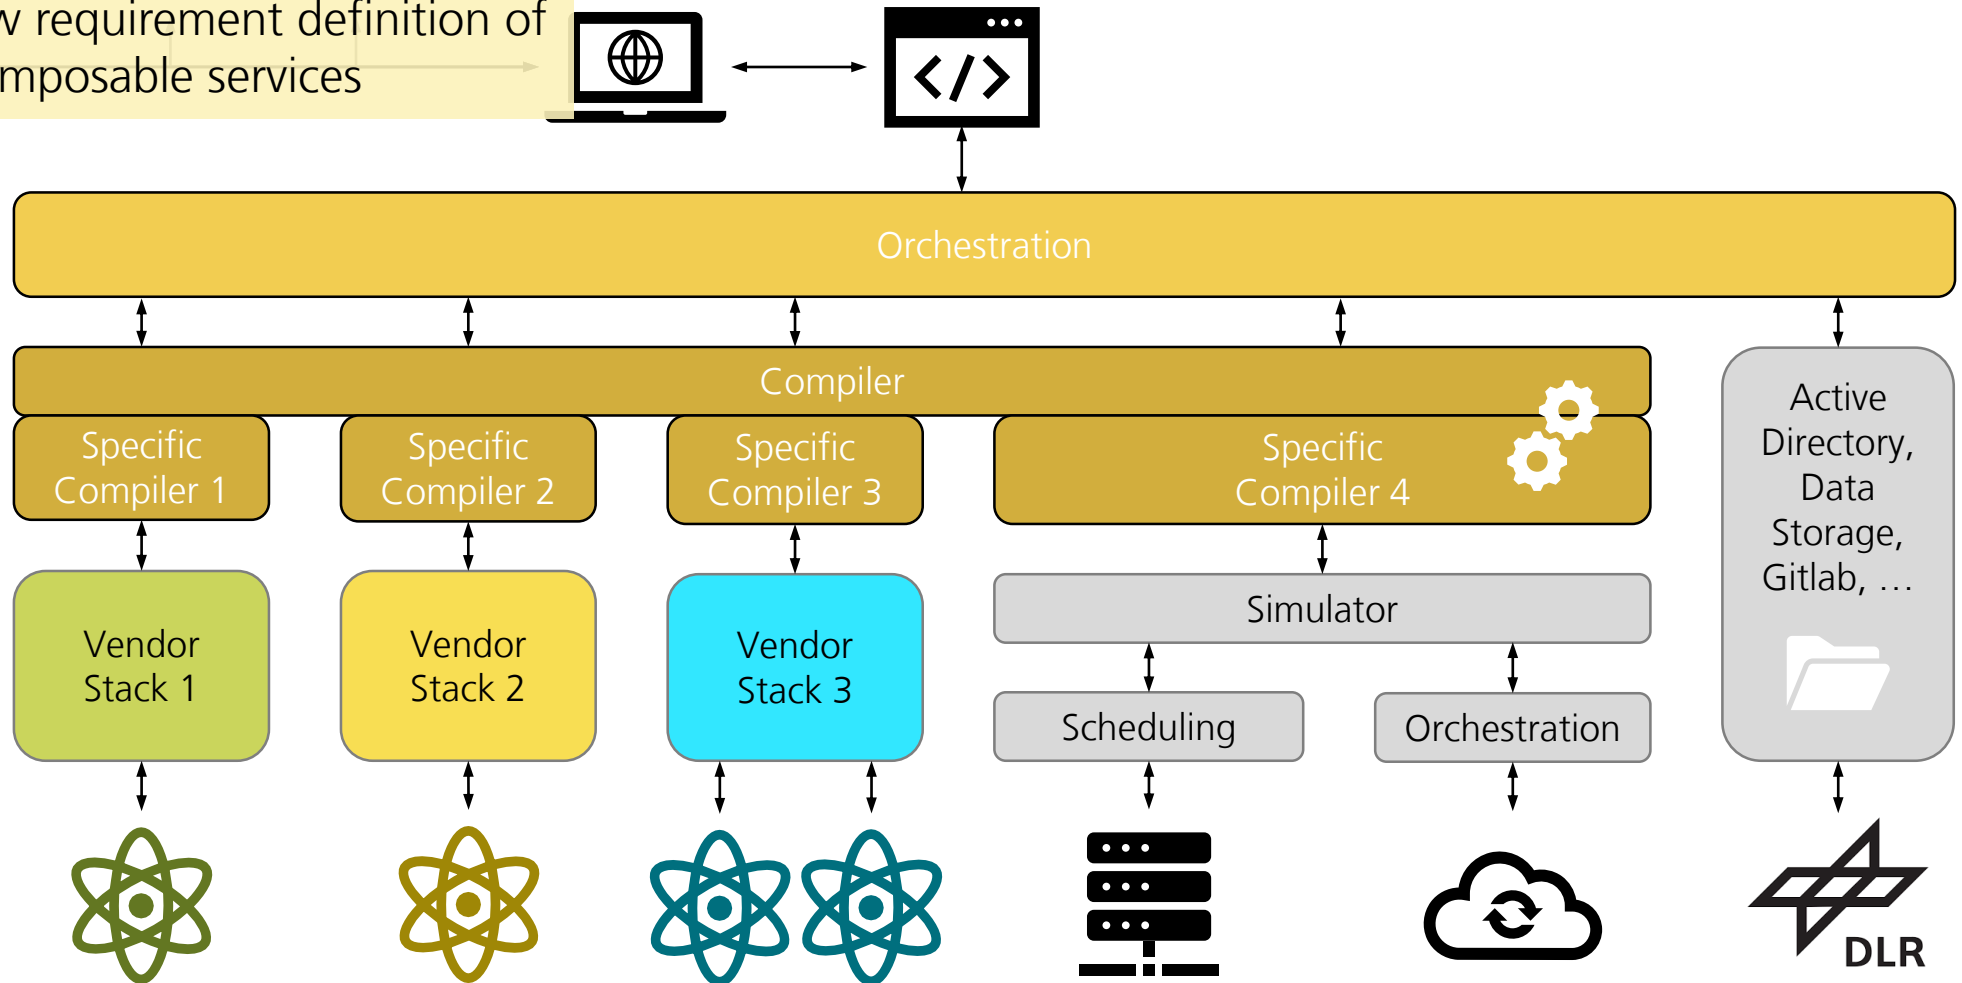 requirement definition of
services
</>
Orchestration
Compiler
Specific
Compiler 1
Specific
Compiler 2
Specific
Compiler 3
Specific
Compiler 4
Active
Directory,
Data
Storage,
Gitlab, …
Vendor
Stack 1
Vendor
Stack 2
Vendor
Stack 3
Simulator
Scheduling
Orchestration
DLR